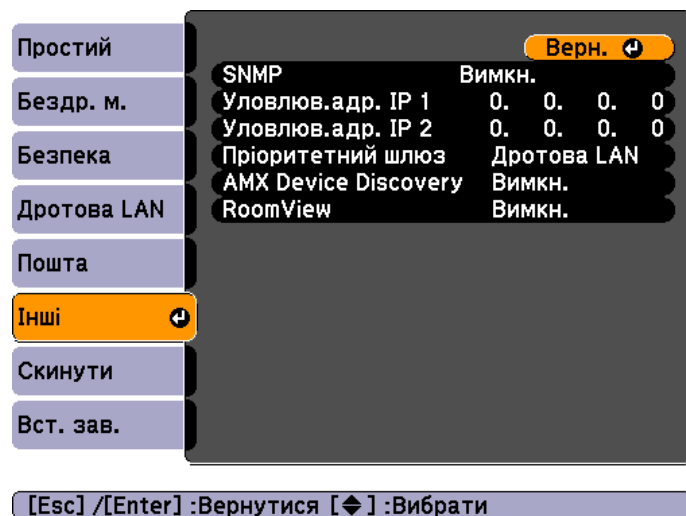 Простий
Бездр. м.
Безпека
Дротова LAN
Пошта
Інші
Скинути
Вст. зав.
Верн.
SNMP Вимкн.
Уловлюв.адр. IP 1 0. 0. 0. 0
Уловлюв.адр. IP 2 0. 0. 0. 0
Пріоритетний шлюз Дротова LAN
AMX Device Discovery Вимкн.
RoomView Вимкн.
[Esc] /[Enter] :Вернутися [◆] :Вибрати